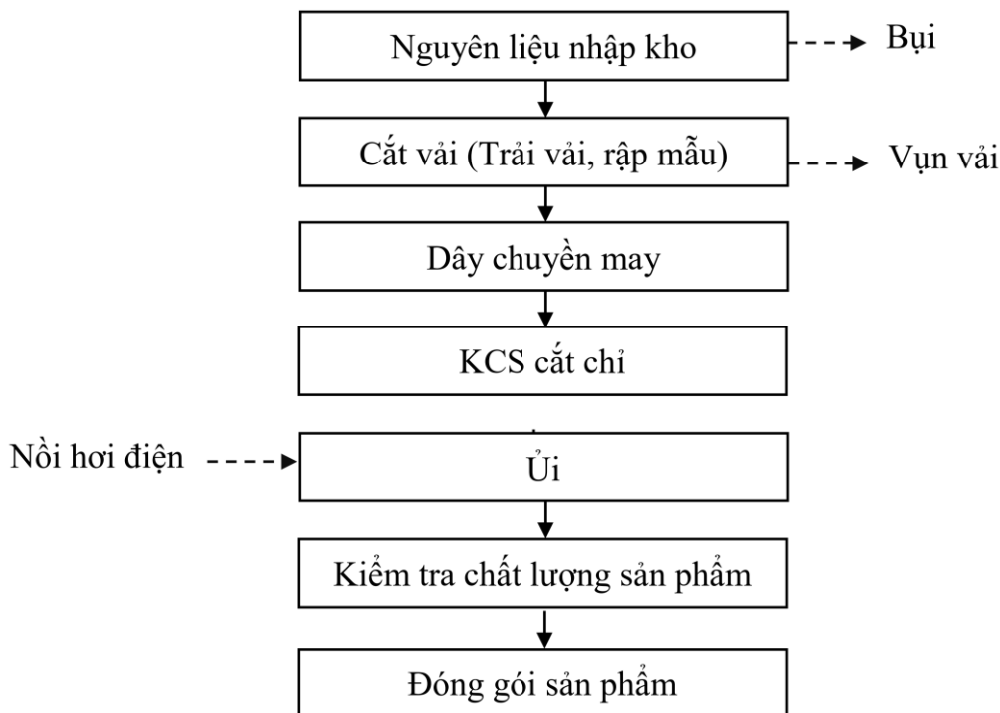 Nguyên liệu nhập kho
Bụi
Cắt vải (Trải vải, rập mẫu)
Vụn vải
Dây chuyền may
KCS cắt chỉ
Nồi hơi điện
Ủi
Kiểm tra chất lượng sản phẩm
Đóng gói sản phẩm